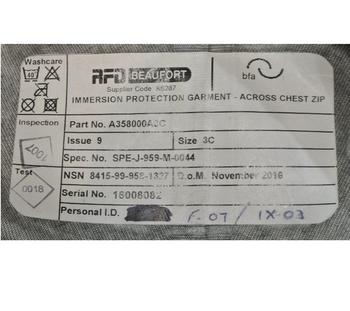 Washcare
40°
RFD BEAUFORT
bfa
Supplier Code K6787
IMMERSION PROTECTION GARMENT - ACROSS CHEST ZIP
Inspection
Part No.
Issue 9 Size 3C
Spec No. SPE-J-959-M-0044
Test
0018
NSN 8415-99-958-1327 D.o.M. November 2016
Serial No. 16008082
Personal I.D. F-07 / IX-03